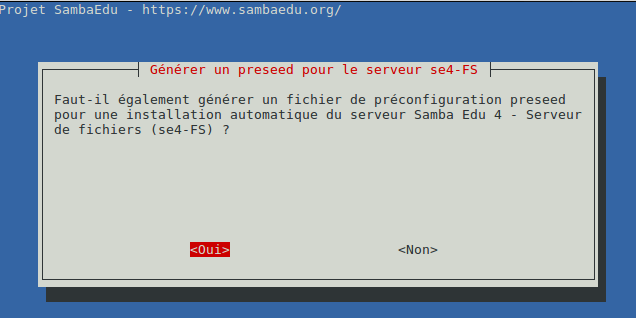 Projet SambaEdu - https://www.sambaedu.org/
Générer un preseed pour le serveur se4-FS
Faut-il également générer un fichier de préconfiguration preseed
pour une installation automatique du serveur Samba Edu 4 - Serveur
de fichiers (se4-FS) ?
<Oui> <Non>